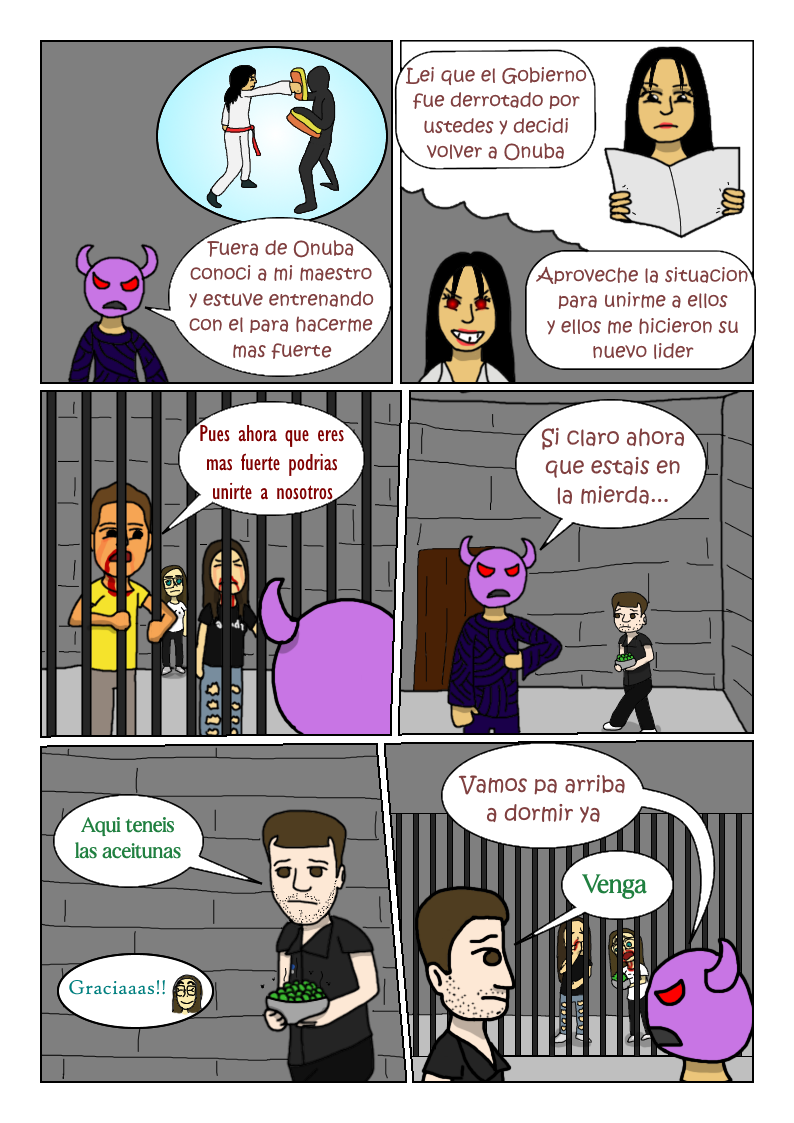 Fuera de Onuba
conoci a mi maestro
y estuve entrenando
con el para hacerme
mas fuerte
Lei que el Gobierno
fue derrotado por
ustedes y decidi
volver a Onuba
Aproveche la situacion
para unirme a ellos
y ellos me hicieron su
nuevo lider
Pues ahora que eres
mas fuerte podrias
unirte a nosotros
Si claro ahora
que estais en
la mierda...
Aqui teneis
las aceitunas
Graciaaas!!
Vamos pa arriba
a dormir ya
Venga